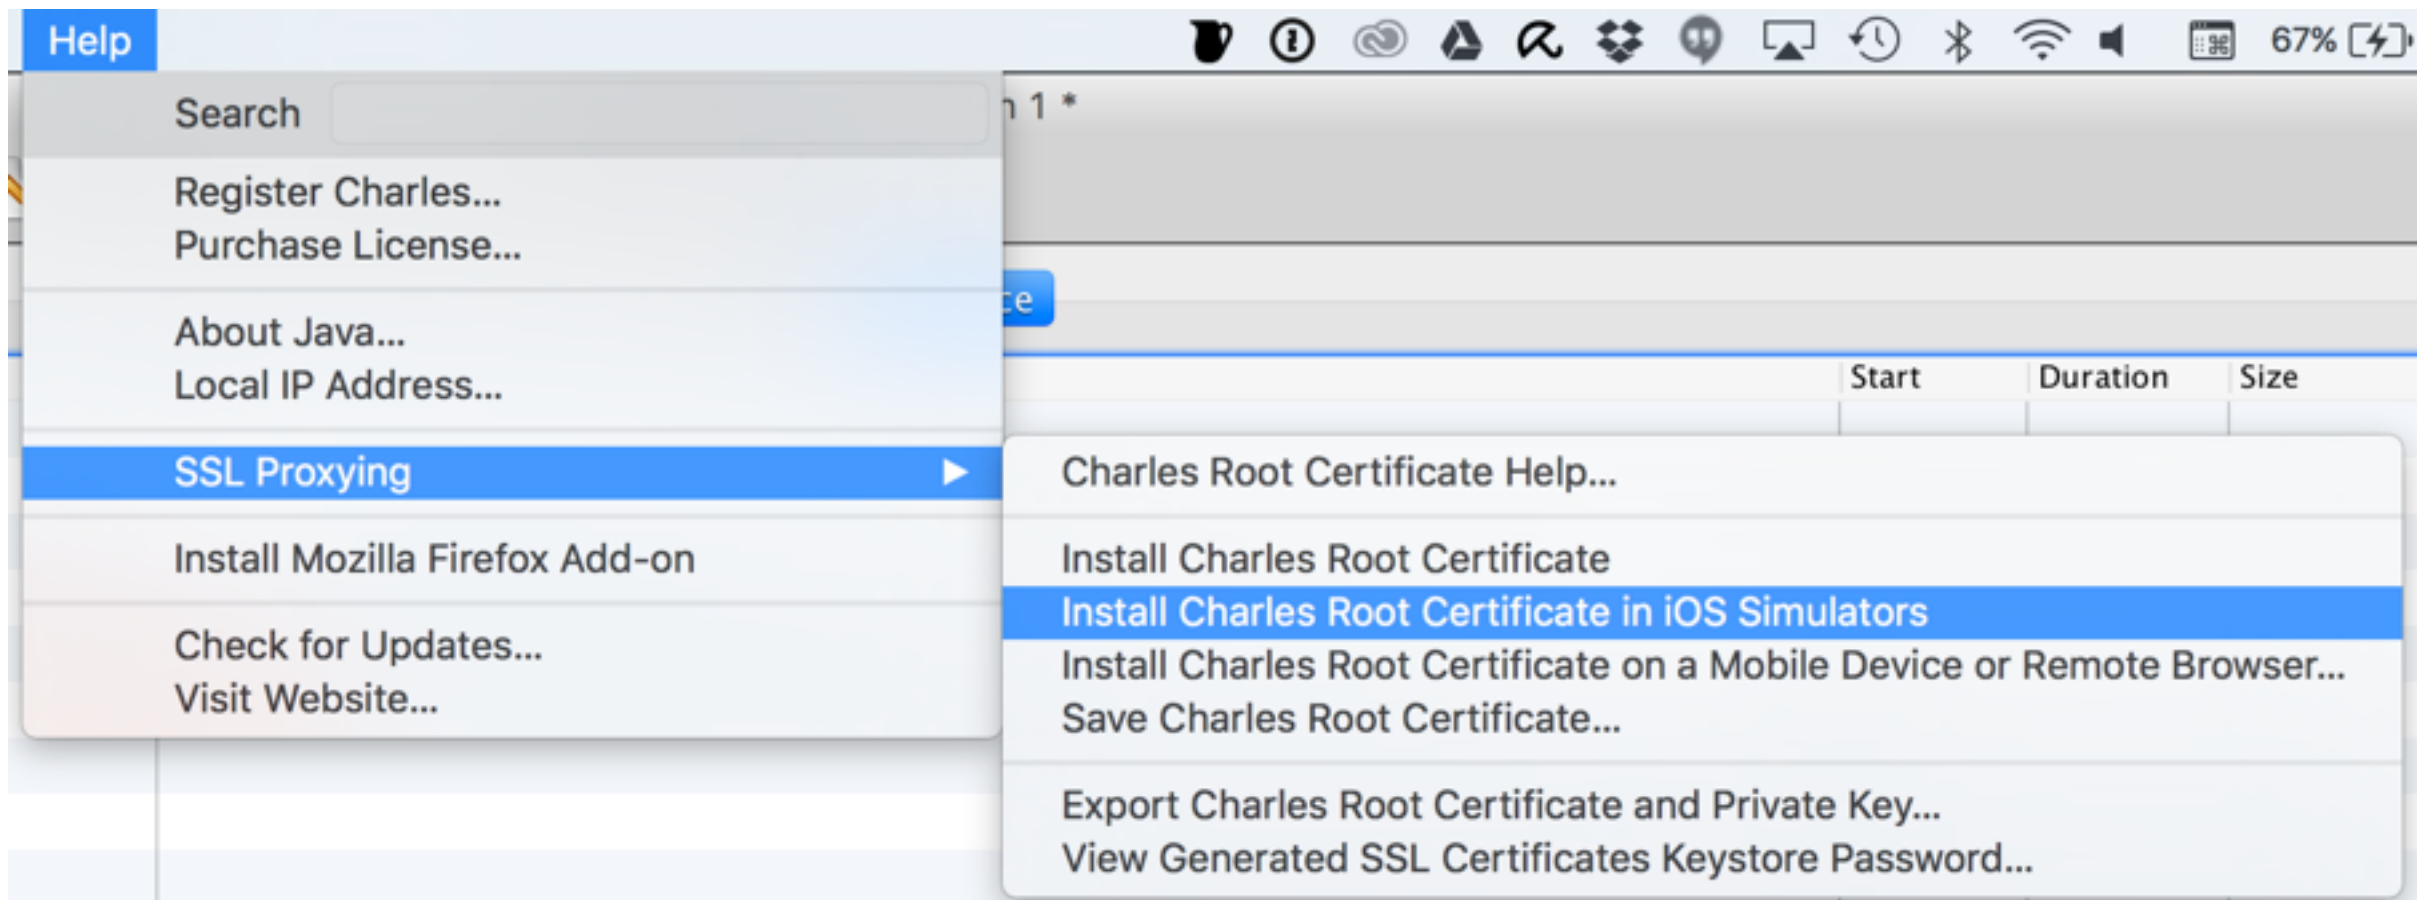 Help
67%
Search
n 1 *
Register Charles...
Purchase License...
ce
About Java...
Local IP Address...
Start Duration Size
SSL Proxying
Charles Root Certificate Help...
Install Mozilla Firefox Add-on
Install Charles Root Certificate
Install Charles Root Certificate in iOS Simulators
Check for Updates...
Install Charles Root Certificate on a Mobile Device or Remote Browser...
Visit Website...
Save Charles Root Certificate...
Export Charles Root Certificate and Private Key...
View Generated SSL Certificates Keystore Password...